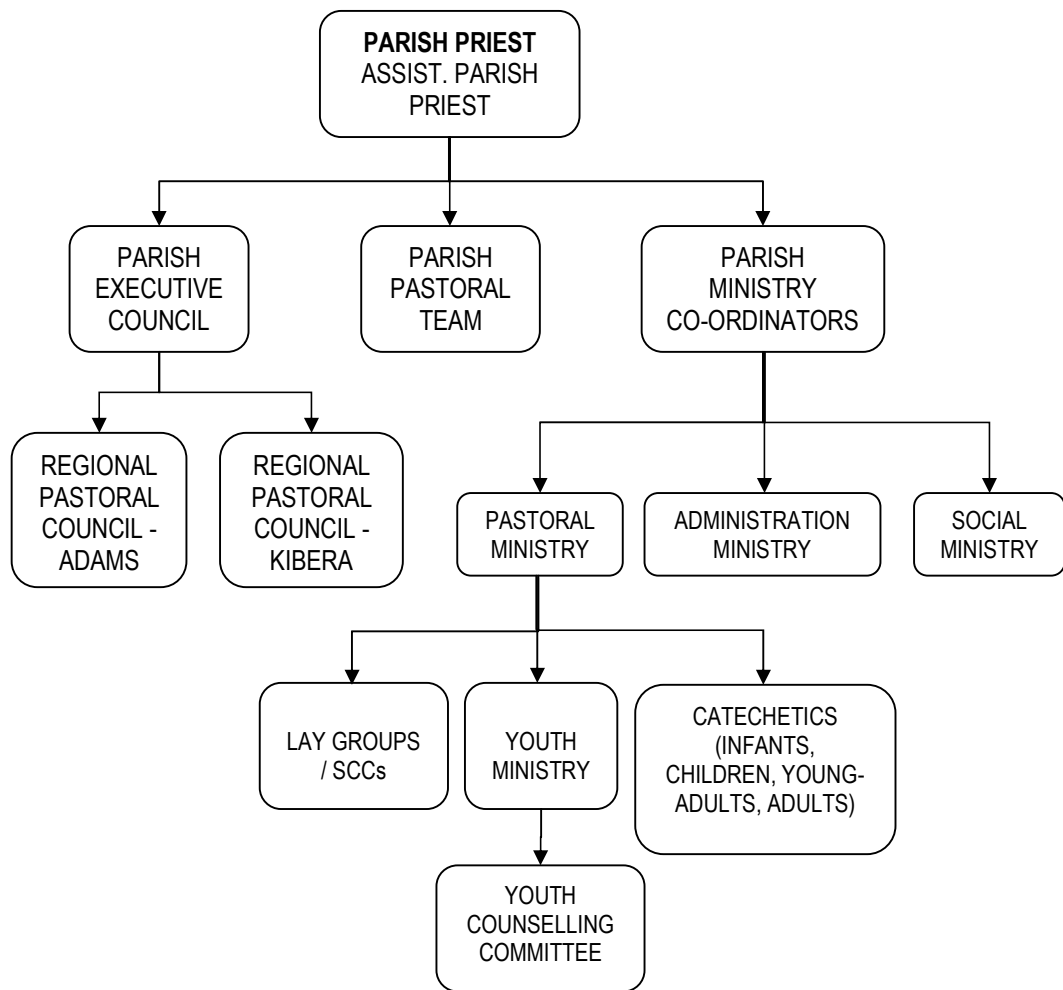 PARISH PRIEST
ASSIST. PARISH
PRIEST
PARISH
EXECUTIVE
COUNCIL
PARISH
PASTORAL
TEAM
PARISH
MINISTRY
CO-ORDINATORS
REGIONAL
PASTORAL
COUNCIL -
ADAMS
REGIONAL
PASTORAL
COUNCIL -
KIBERA
PASTORAL
MINISTRY
ADMINISTRATION
MINISTRY
SOCIAL
MINISTRY
LAY GROUPS
/ SCCs
YOUTH
MINISTRY
CATECHETICS
(INFANTS,
CHILDREN, YOUNG-
ADULTS, ADULTS)
YOUTH
COUNSELLING
COMMITTEE